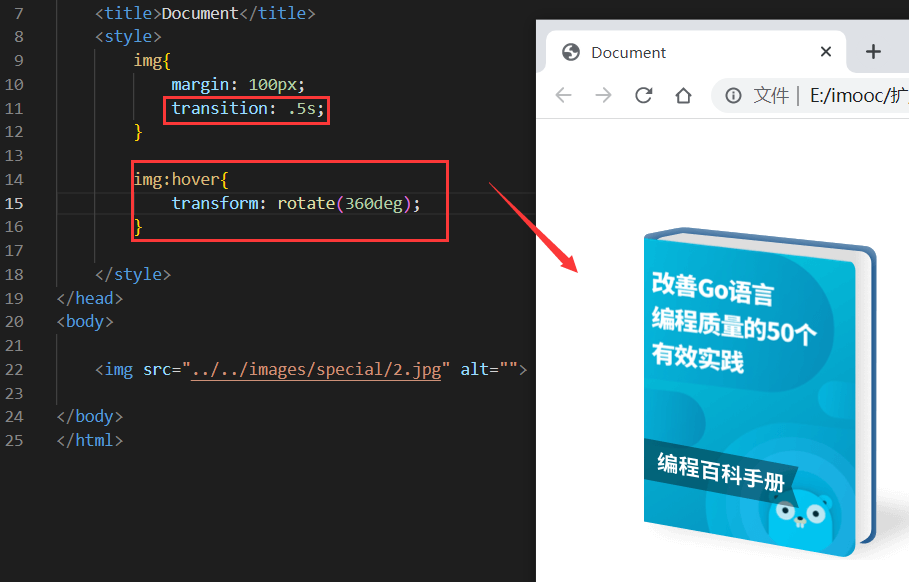 7 <title>Document</title>
8 <style>
9 img{
10 margin: 100px;
11 transition: .5s;
12 }
13
14 img:hover{
15 transform: rotate(360deg);
16 }
17
18 </style>
19 </head>
20 <body>
21
22 <img src="../../images/special/2.jpg" alt="">
23
24 </body>
25 </html>
Document
文件 | E:/imooc/扩
改善Go语言
编程质量的50个
有效实践
编程百科手册